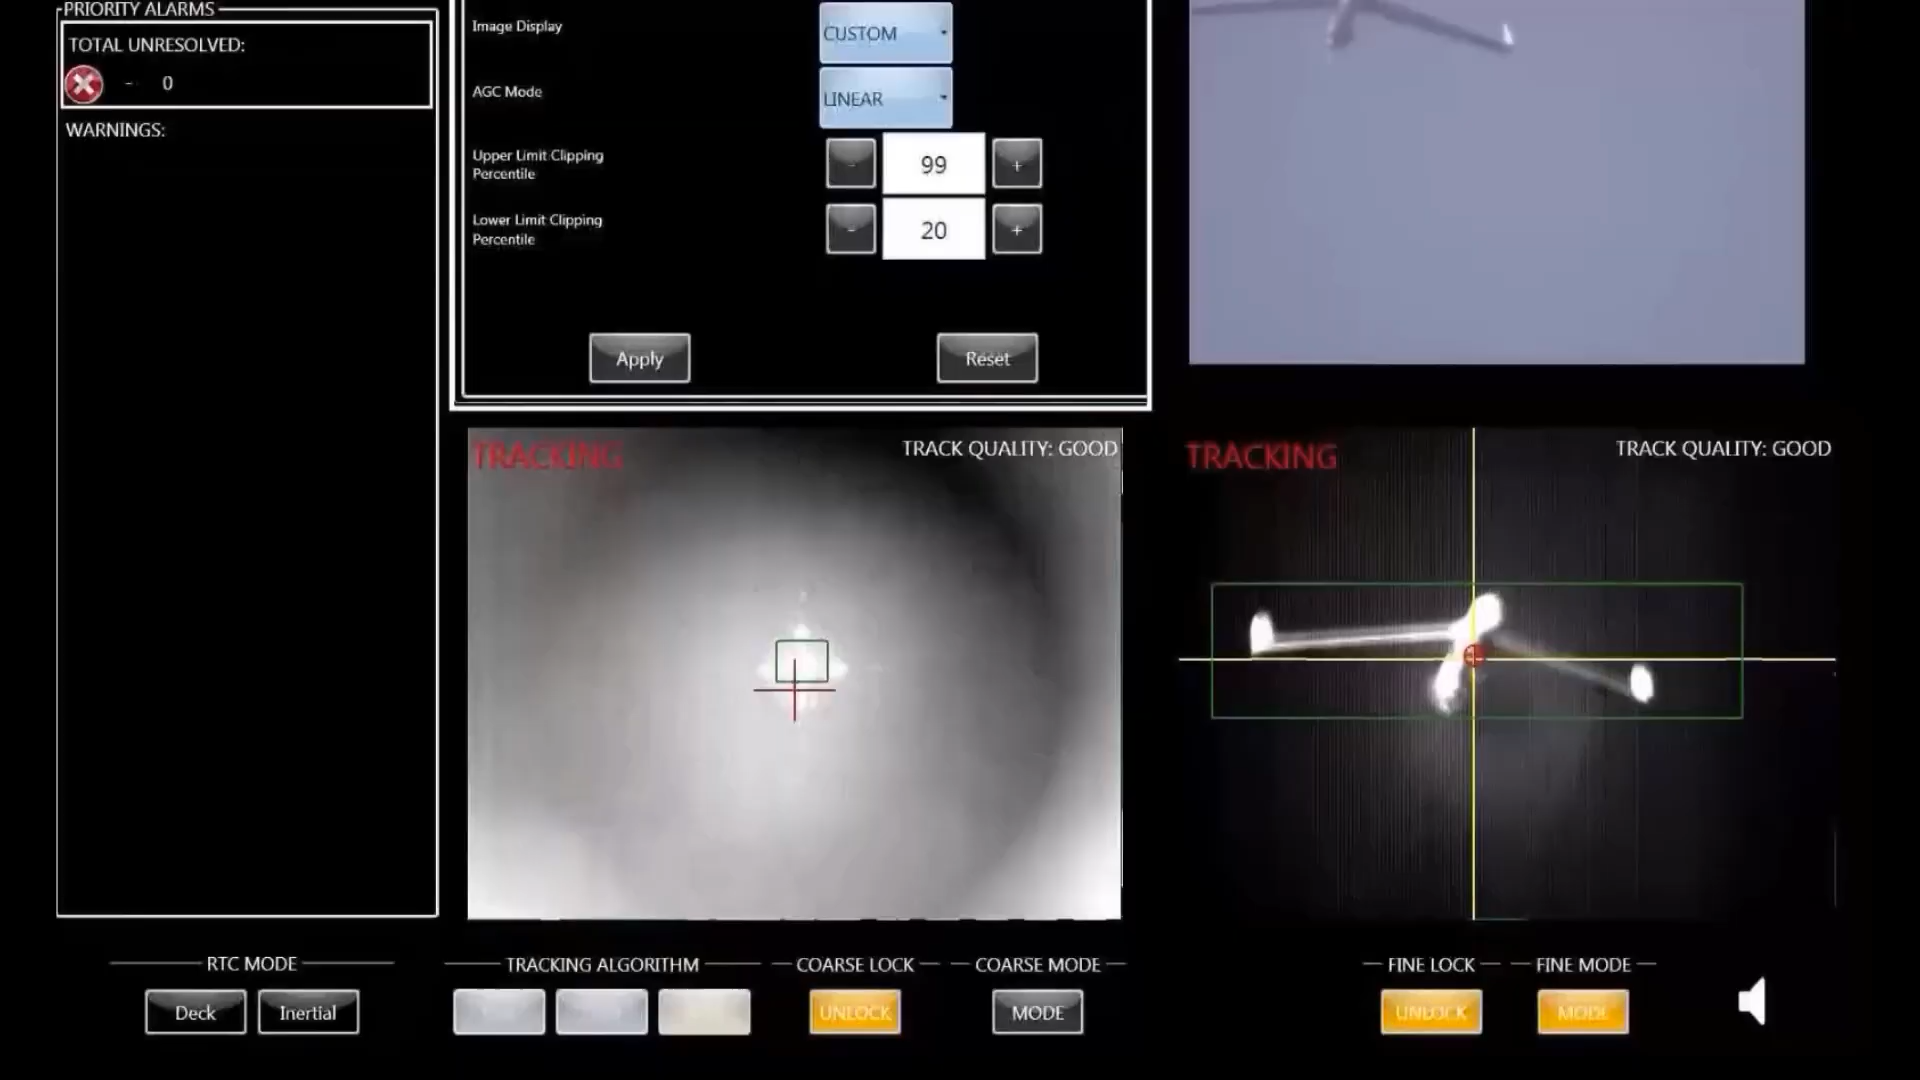 PRIORITY ALARMS
TOTAL UNRESOLVED:
- 0
WARNINGS:
Image Display
CUSTOM
AGC Mode
LINEAR
Upper Limit Clipping
Percentile
- 99 +
Lower Limit Clipping
Percentile
- 20 +
Apply
Reset
TRACKING
TRACK QUALITY: GOOD
TRACKING
TRACK QUALITY: GOOD
RTC MODE
Deck
Inertial
TRACKING ALGORITHM
COARSE LOCK
UNLOCK
COARSE MODE
MODE
FINE LOCK
UNLOCK
FINE MODE
MODE